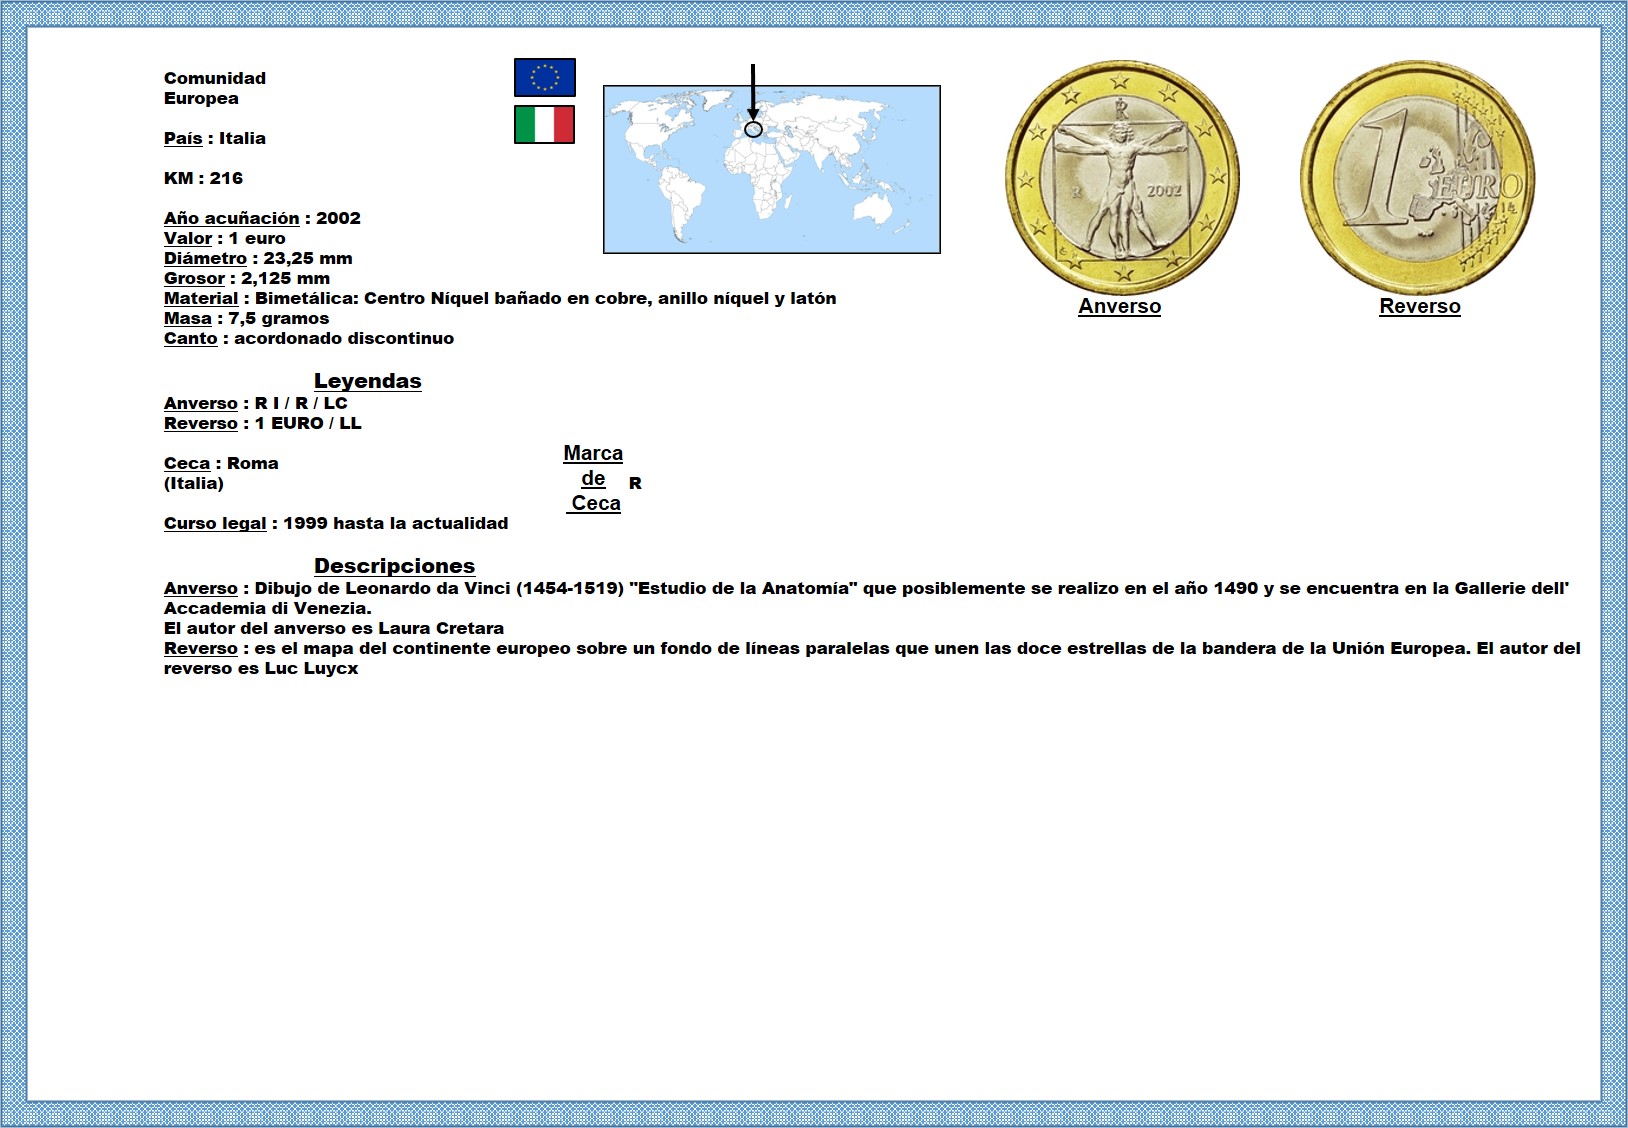 Comunidad
Europea
País : Italia
KM : 216
Año acuñación : 2002
Valor : 1 euro
Diámetro : 23,25 mm
Grosor : 2,125 mm
Material : Bimetálica: Centro Níquel bañado en cobre, anillo níquel y latón
Masa : 7,5 gramos
Canto : acordonado discontinuo
R
R 2002
Anverso
1 EURO
LL
Reverso
Leyendas
Anverso : R I / R / LC
Reverso : 1 EURO / LL
Ceca : Roma
(Italia)
Marca
de
Ceca
R
Curso legal : 1999 hasta la actualidad
Descripciones
Anverso : Dibujo de Leonardo da Vinci (1454-1519) "Estudio de la Anatomía" que posiblemente se realizo en el año 1490 y se encuentra en la Gallerie dell'
Accademia di Venezia.
El autor del anverso es Laura Cretara
Reverso : es el mapa del continente europeo sobre un fondo de líneas paralelas que unen las doce estrellas de la bandera de la Unión Europea. El autor del
reverso es Luc Luycx